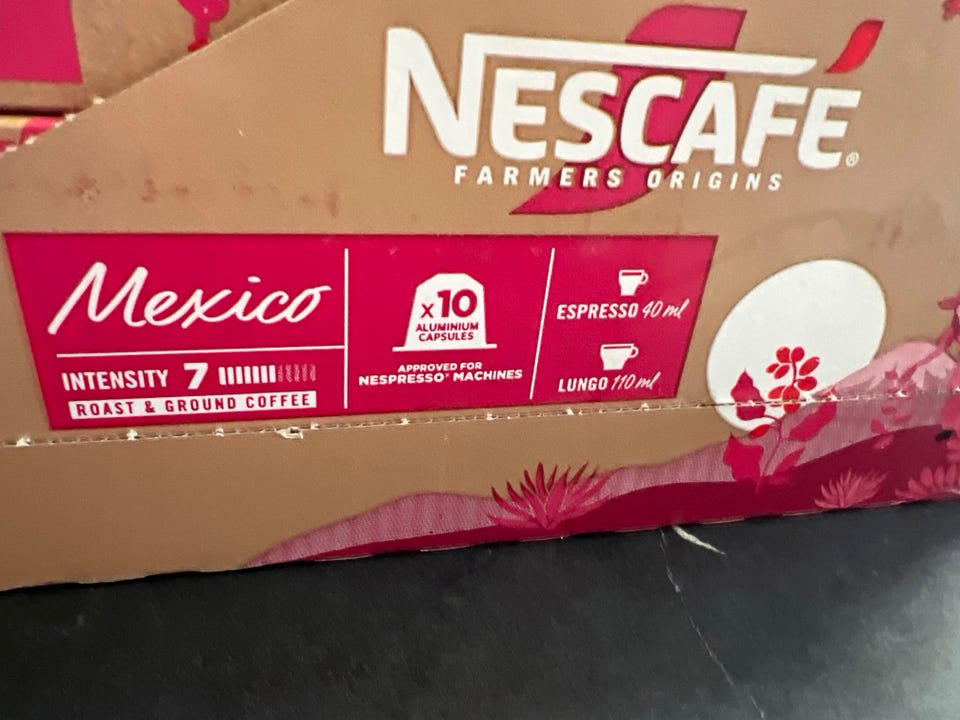 NESCAFÉ®
FARMERS ORIGINS
Mexico
INTENSITY 7
ROAST & GROUND COFFEE
x10
ALUMINIUM
CAPSULES
APPROVED FOR
NESPRESSO* MACHINES
ESPRESSO 40 ml
LUNGO 110 ml